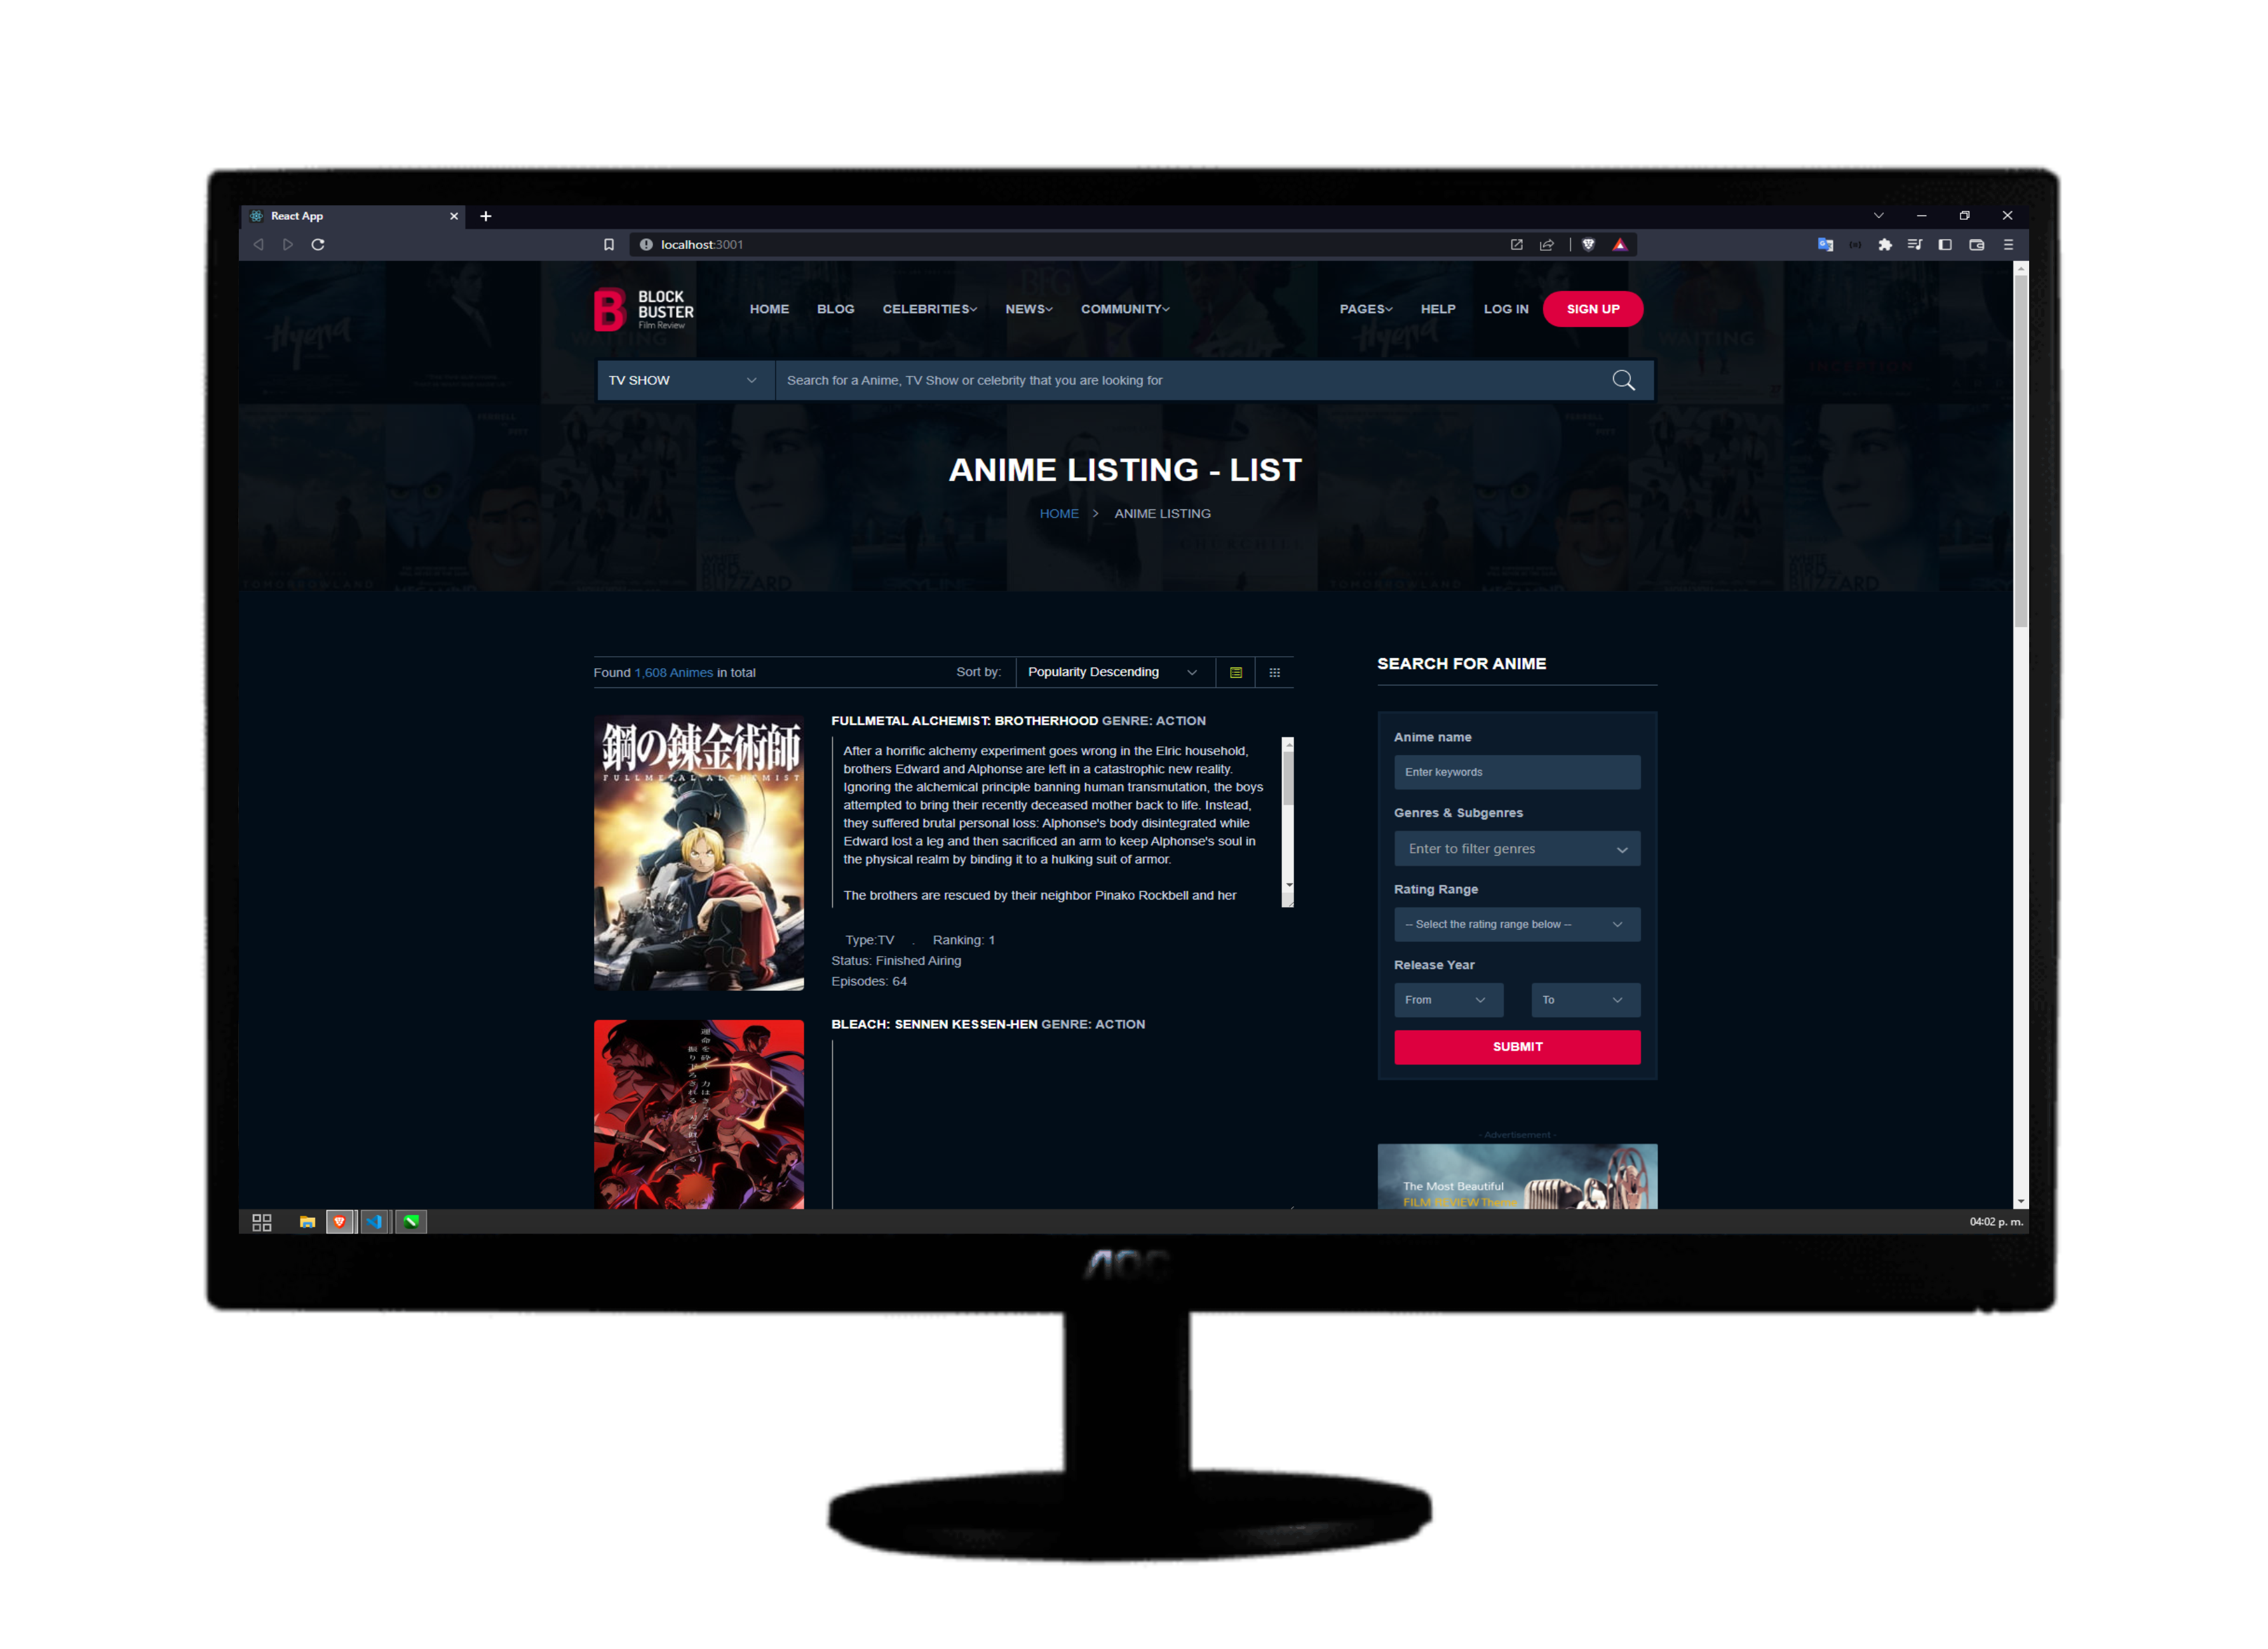 React App
localhost:3001
BLOCK
BUSTER
Film Review
HOME BLOG CELEBRITIES NEWS COMMUNITY PAGES HELP LOG IN SIGN UP
TV SHOW Search for a Anime, TV Show or celebrity that you are looking for
ANIME LISTING - LIST
HOME > ANIME LISTING
Hyena
WAITING
TOMORROWLAND
WHITE
BIRD
BLIZZARD
Found 1,608 Animes in total Sort by: Popularity Descending
鋼の錬金術師
FULLMETAL ALCHEMIST
FULLMETAL ALCHEMIST: BROTHERHOOD GENRE: ACTION
After a horrific alchemy experiment goes wrong in the Elric household,
brothers Edward and Alphonse are left in a catastrophic new reality.
Ignoring the alchemical principle banning human transmutation, the boys
attempted to bring their recently deceased mother back to life. Instead,
they suffered brutal personal loss: Alphonse's body disintegrated while
Edward lost a leg and then sacrificed an arm to keep Alphonse's soul in
the physical realm by binding it to a hulking suit of armor.
The brothers are rescued by their neighbor Pinako Rockbell and her
Type:TV . Ranking: 1
Status: Finished Airing
Episodes: 64
BLEACH: SENNEN KESSEN-HEN GENRE: ACTION
SEARCH FOR ANIME
Anime name
Enter keywords
Genres & Subgenres
Enter to filter genres
Rating Range
-- Select the rating range below --
Release Year
From To
SUBMIT
- Advertisement -
The Most Beautiful
FILM REVIEW Theme
04:02 p. m.
AOC